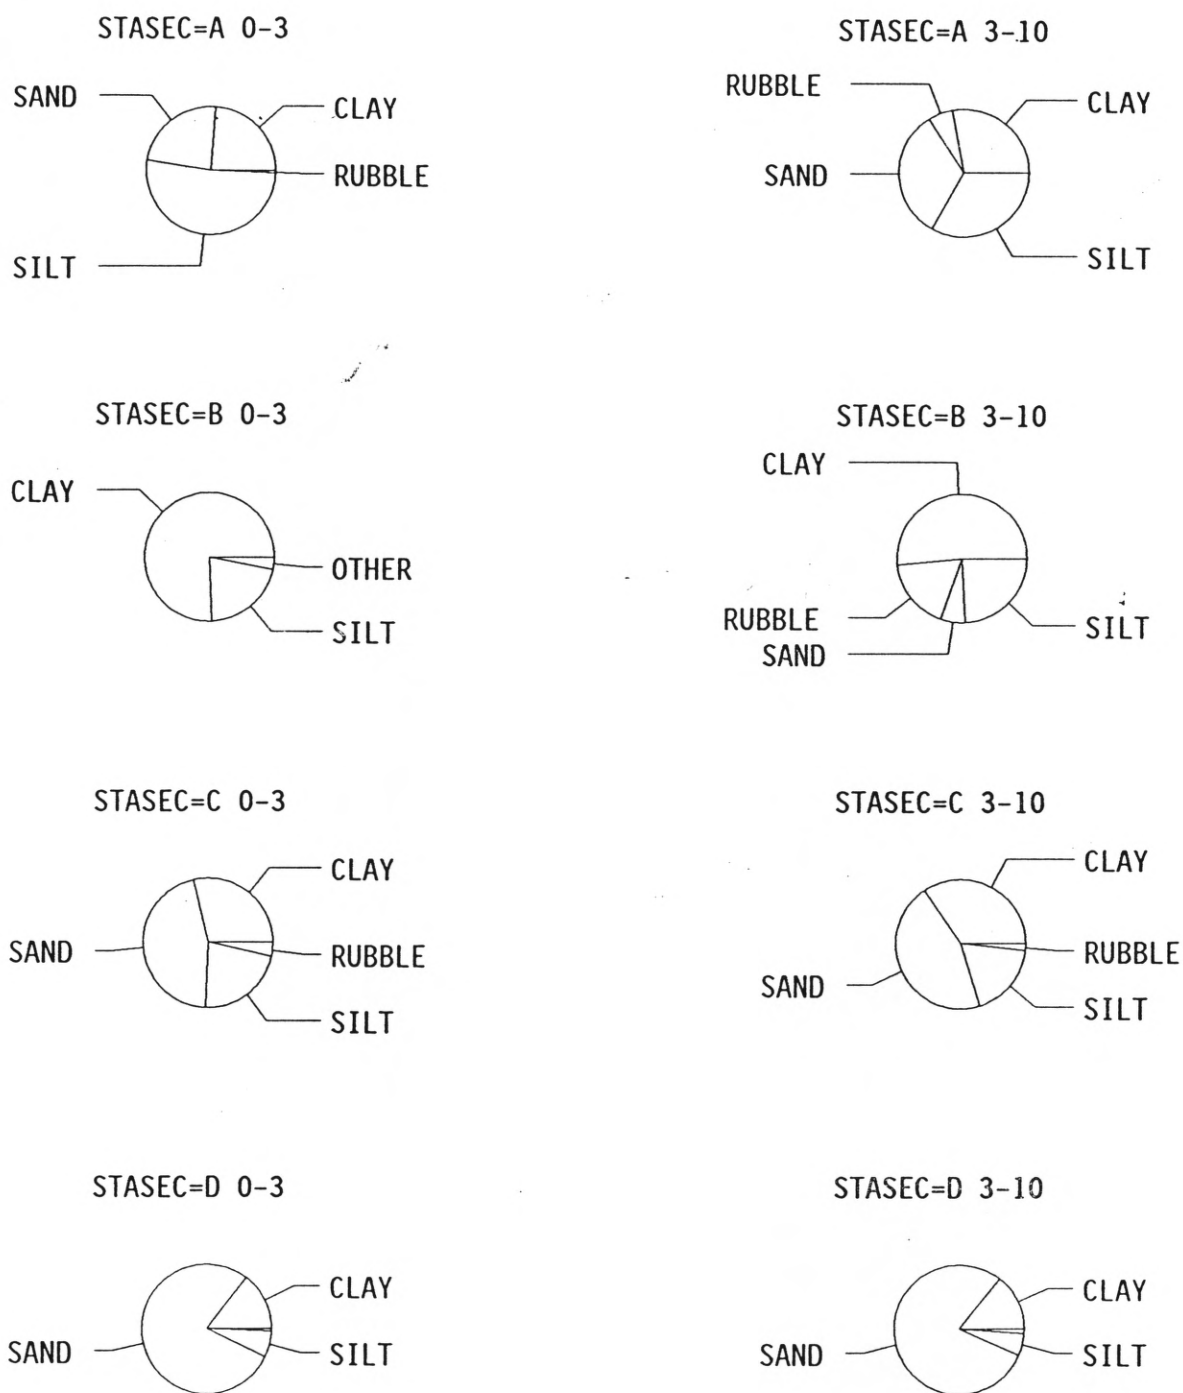 STASEC=A 0-3
SAND
CLAY
RUBBLE
SILT
STASEC=A 3-10
RUBBLE
CLAY
SAND
SILT
STASEC=B 0-3
CLAY
OTHER
SILT
STASEC=B 3-10
CLAY
RUBBLE
SILT
SAND
STASEC=C 0-3
CLAY
SAND
RUBBLE
SILT
STASEC=C 3-10
CLAY
RUBBLE
SAND
SILT
STASEC=D 0-3
CLAY
SAND
SILT
STASEC=D 3-10
CLAY
SAND
SILT